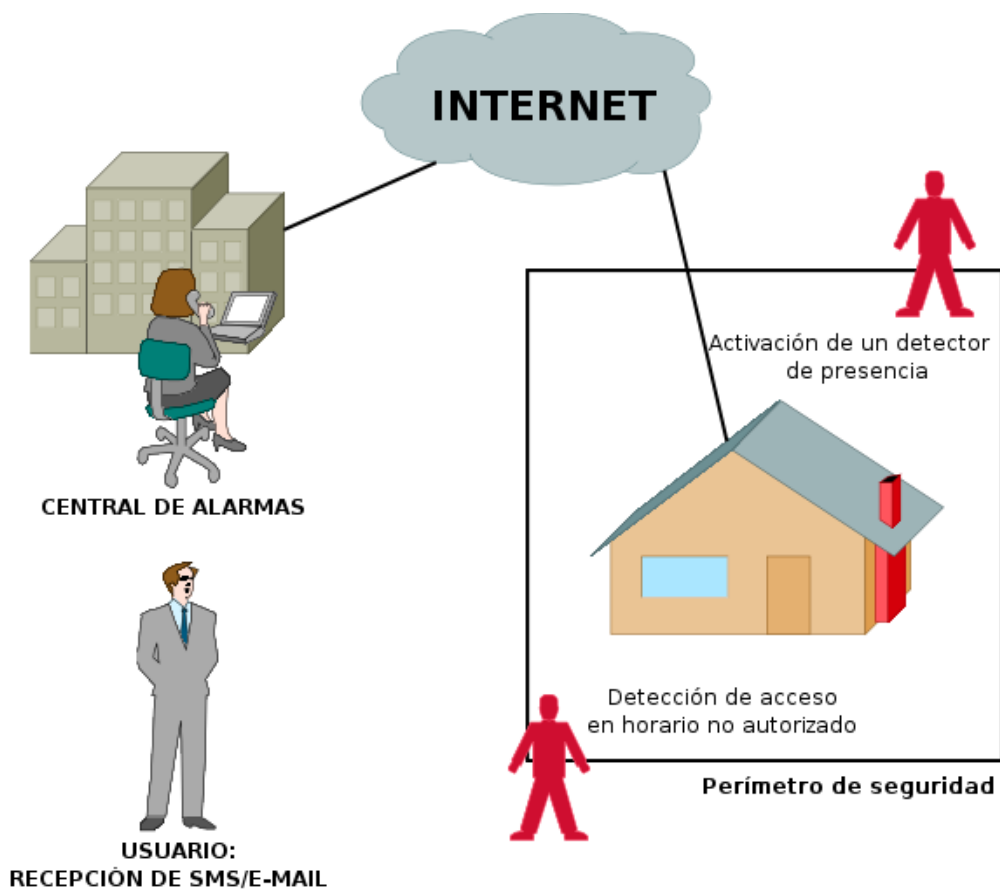 INTERNET
Activación de un detector
de presencia
CENTRAL DE ALARMAS
Detección de acceso
en horario no autorizado
Perímetro de seguridad
USUARIO:
RECEPCIÓN DE SMS/E-MAIL